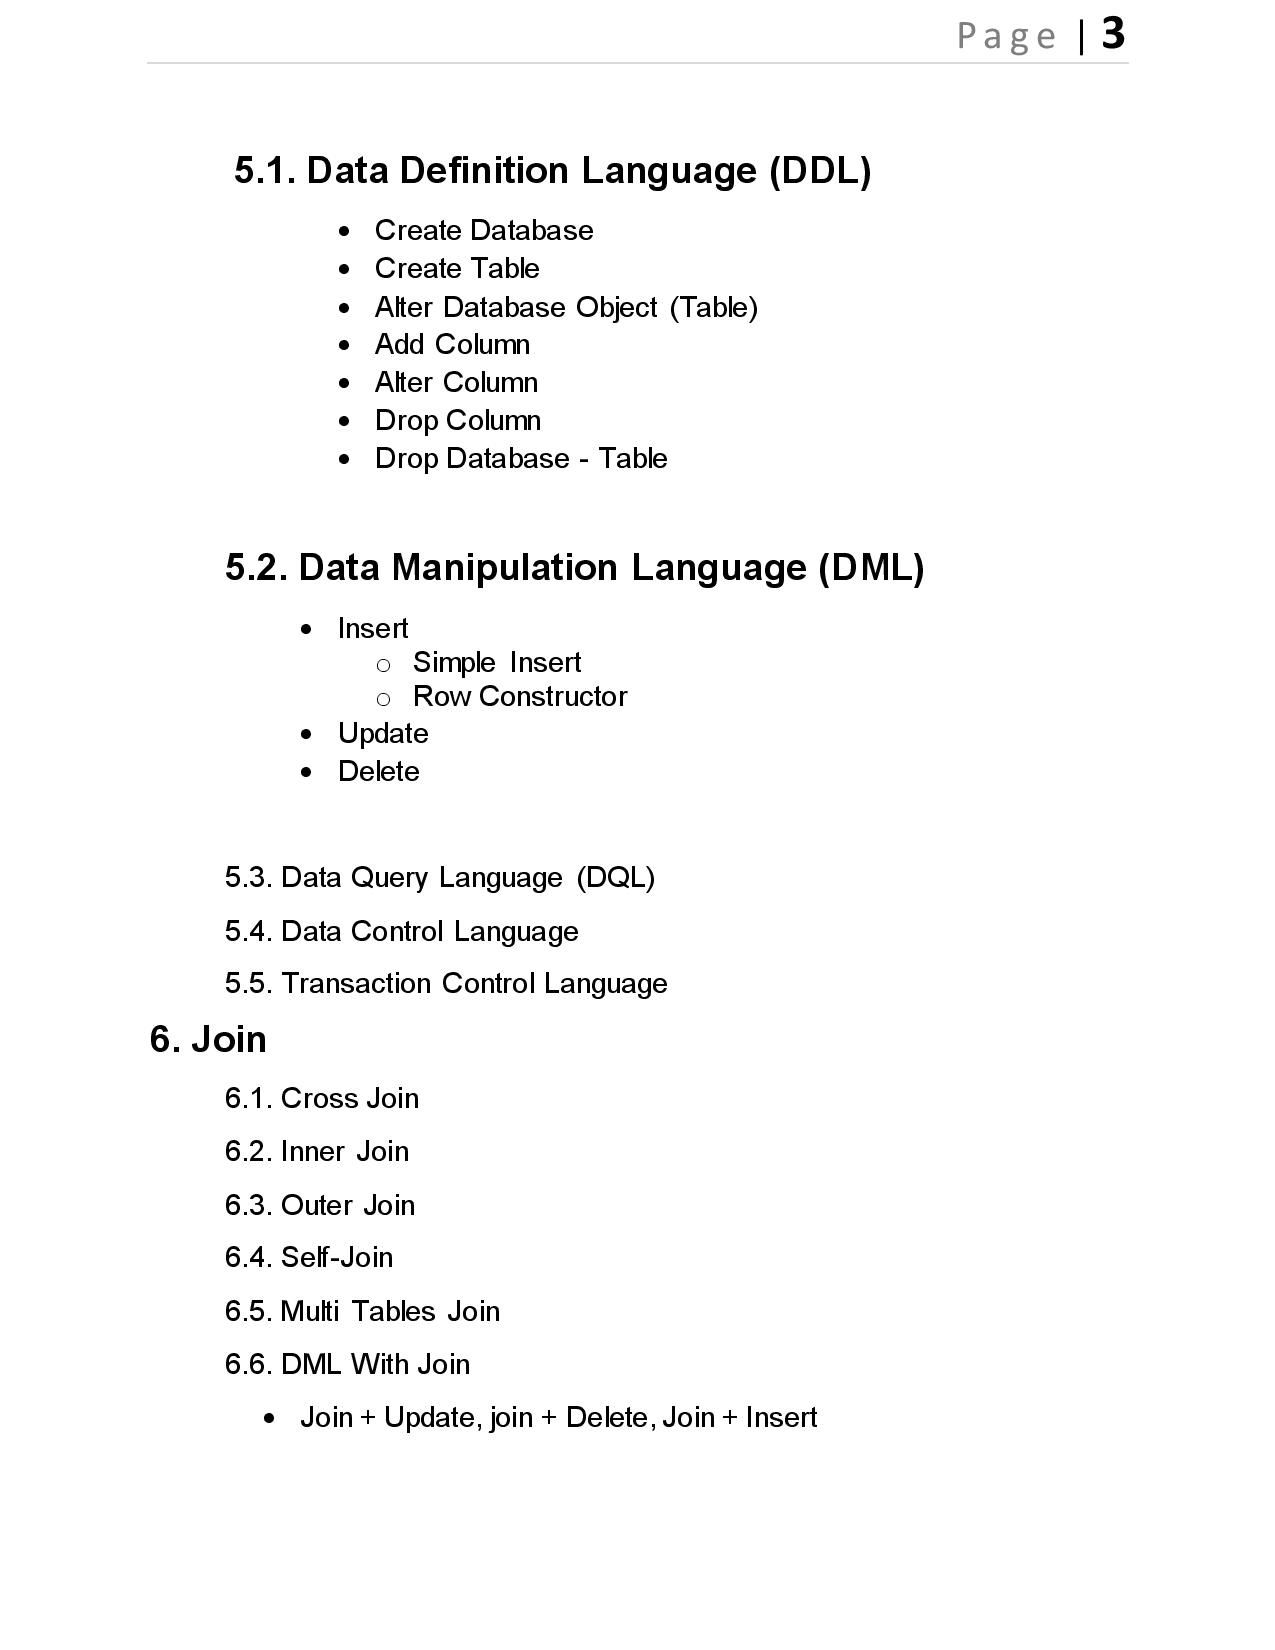 Page | 3
5.1. Data Definition Language (DDL)
• Create Database
• Create Table
• Alter Database Object (Table)
• Add Column
• Alter Column
• Drop Column
• Drop Database - Table
5.2. Data Manipulation Language (DML)
• Insert
o Simple Insert
o Row Constructor
• Update
• Delete
5.3. Data Query Language (DQL)
5.4. Data Control Language
5.5. Transaction Control Language
6. Join
6.1. Cross Join
6.2. Inner Join
6.3. Outer Join
6.4. Self-Join
6.5. Multi Tables Join
6.6. DML With Join
• Join + Update, join + Delete, Join + Insert